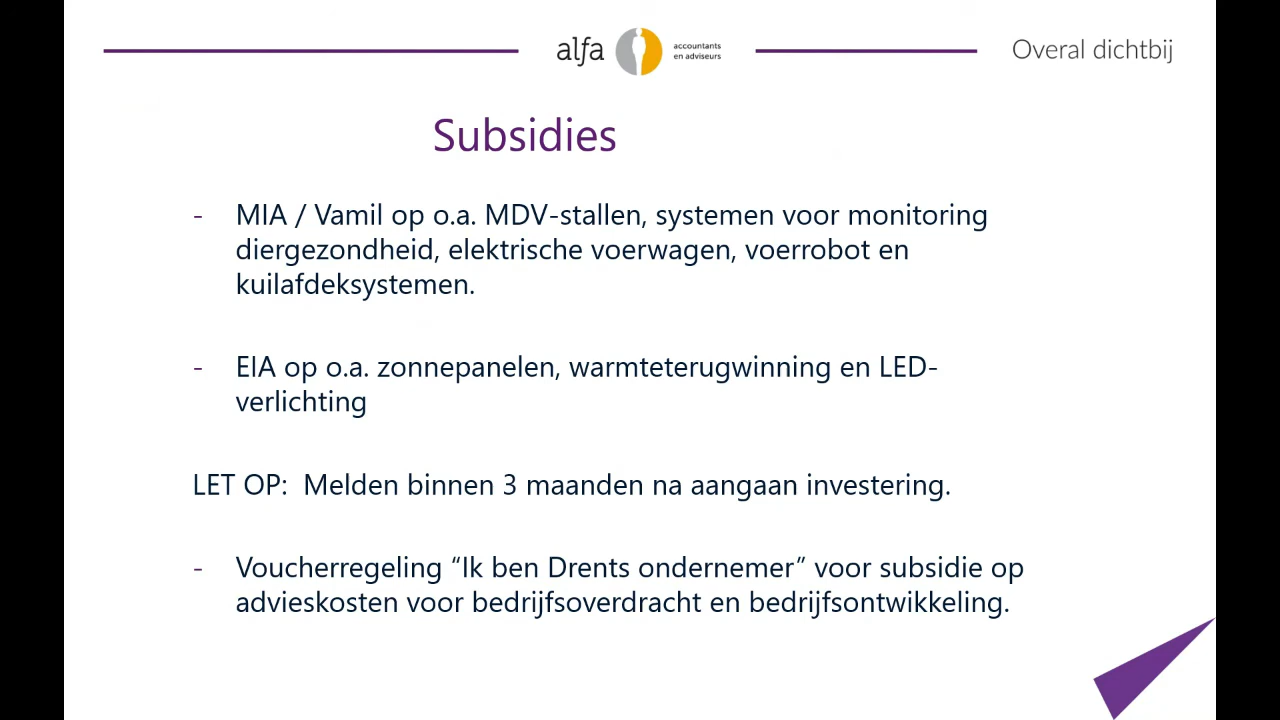 alfa accountants en adviseurs
Overal dichtbij
Subsidies
- MIA / Vamil op o.a. MDV-stallen, systemen voor monitoring
diergezondheid, elektrische voerwagen, voerrobot en
kuilafdeksystemen.
- EIA op o.a. zonnepanelen, warmteterugwinning en LED-
verlichting
LET OP: Melden binnen 3 maanden na aangaan investering.
- Voucherregeling “Ik ben Drents ondernemer” voor subsidie op
advieskosten voor bedrijfsoverdracht en bedrijfsontwikkeling.